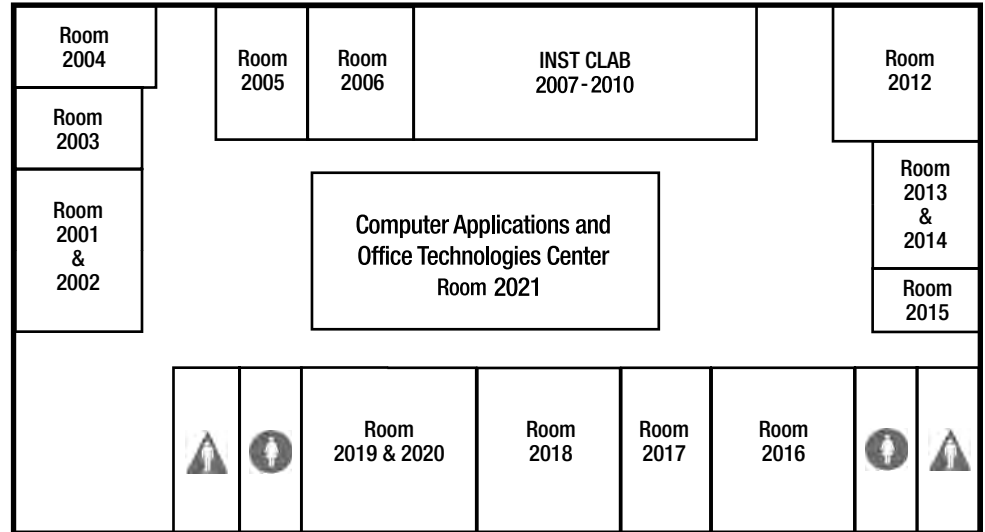 Room
2004
Room
2005
Room
2006
INST CLAB
2007-2010
Room
2012
Room
2003
Room
2013
&
2014
Room
2001
&
2002
Computer Applications and
Office Technologies Center
Room 2021
Room
2015
Room
2019 & 2020
Room
2018
Room
2017
Room
2016